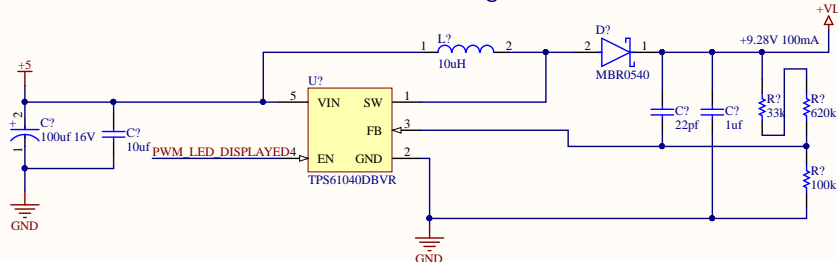 +VL
L?
D?
+9.28V 100mA
1
2
2
1
10uH
MBR0540
+5
U?
2
+
C?
100uf 16V
1
C?
10uf
5
VIN
SW
1
FB
3
PWM_LED_DISPLAYED
4
EN
GND
2
TPS61040DBVR
C?
22pf
C?
1uf
R?
33k
R?
620k
R?
100k
GND
GND